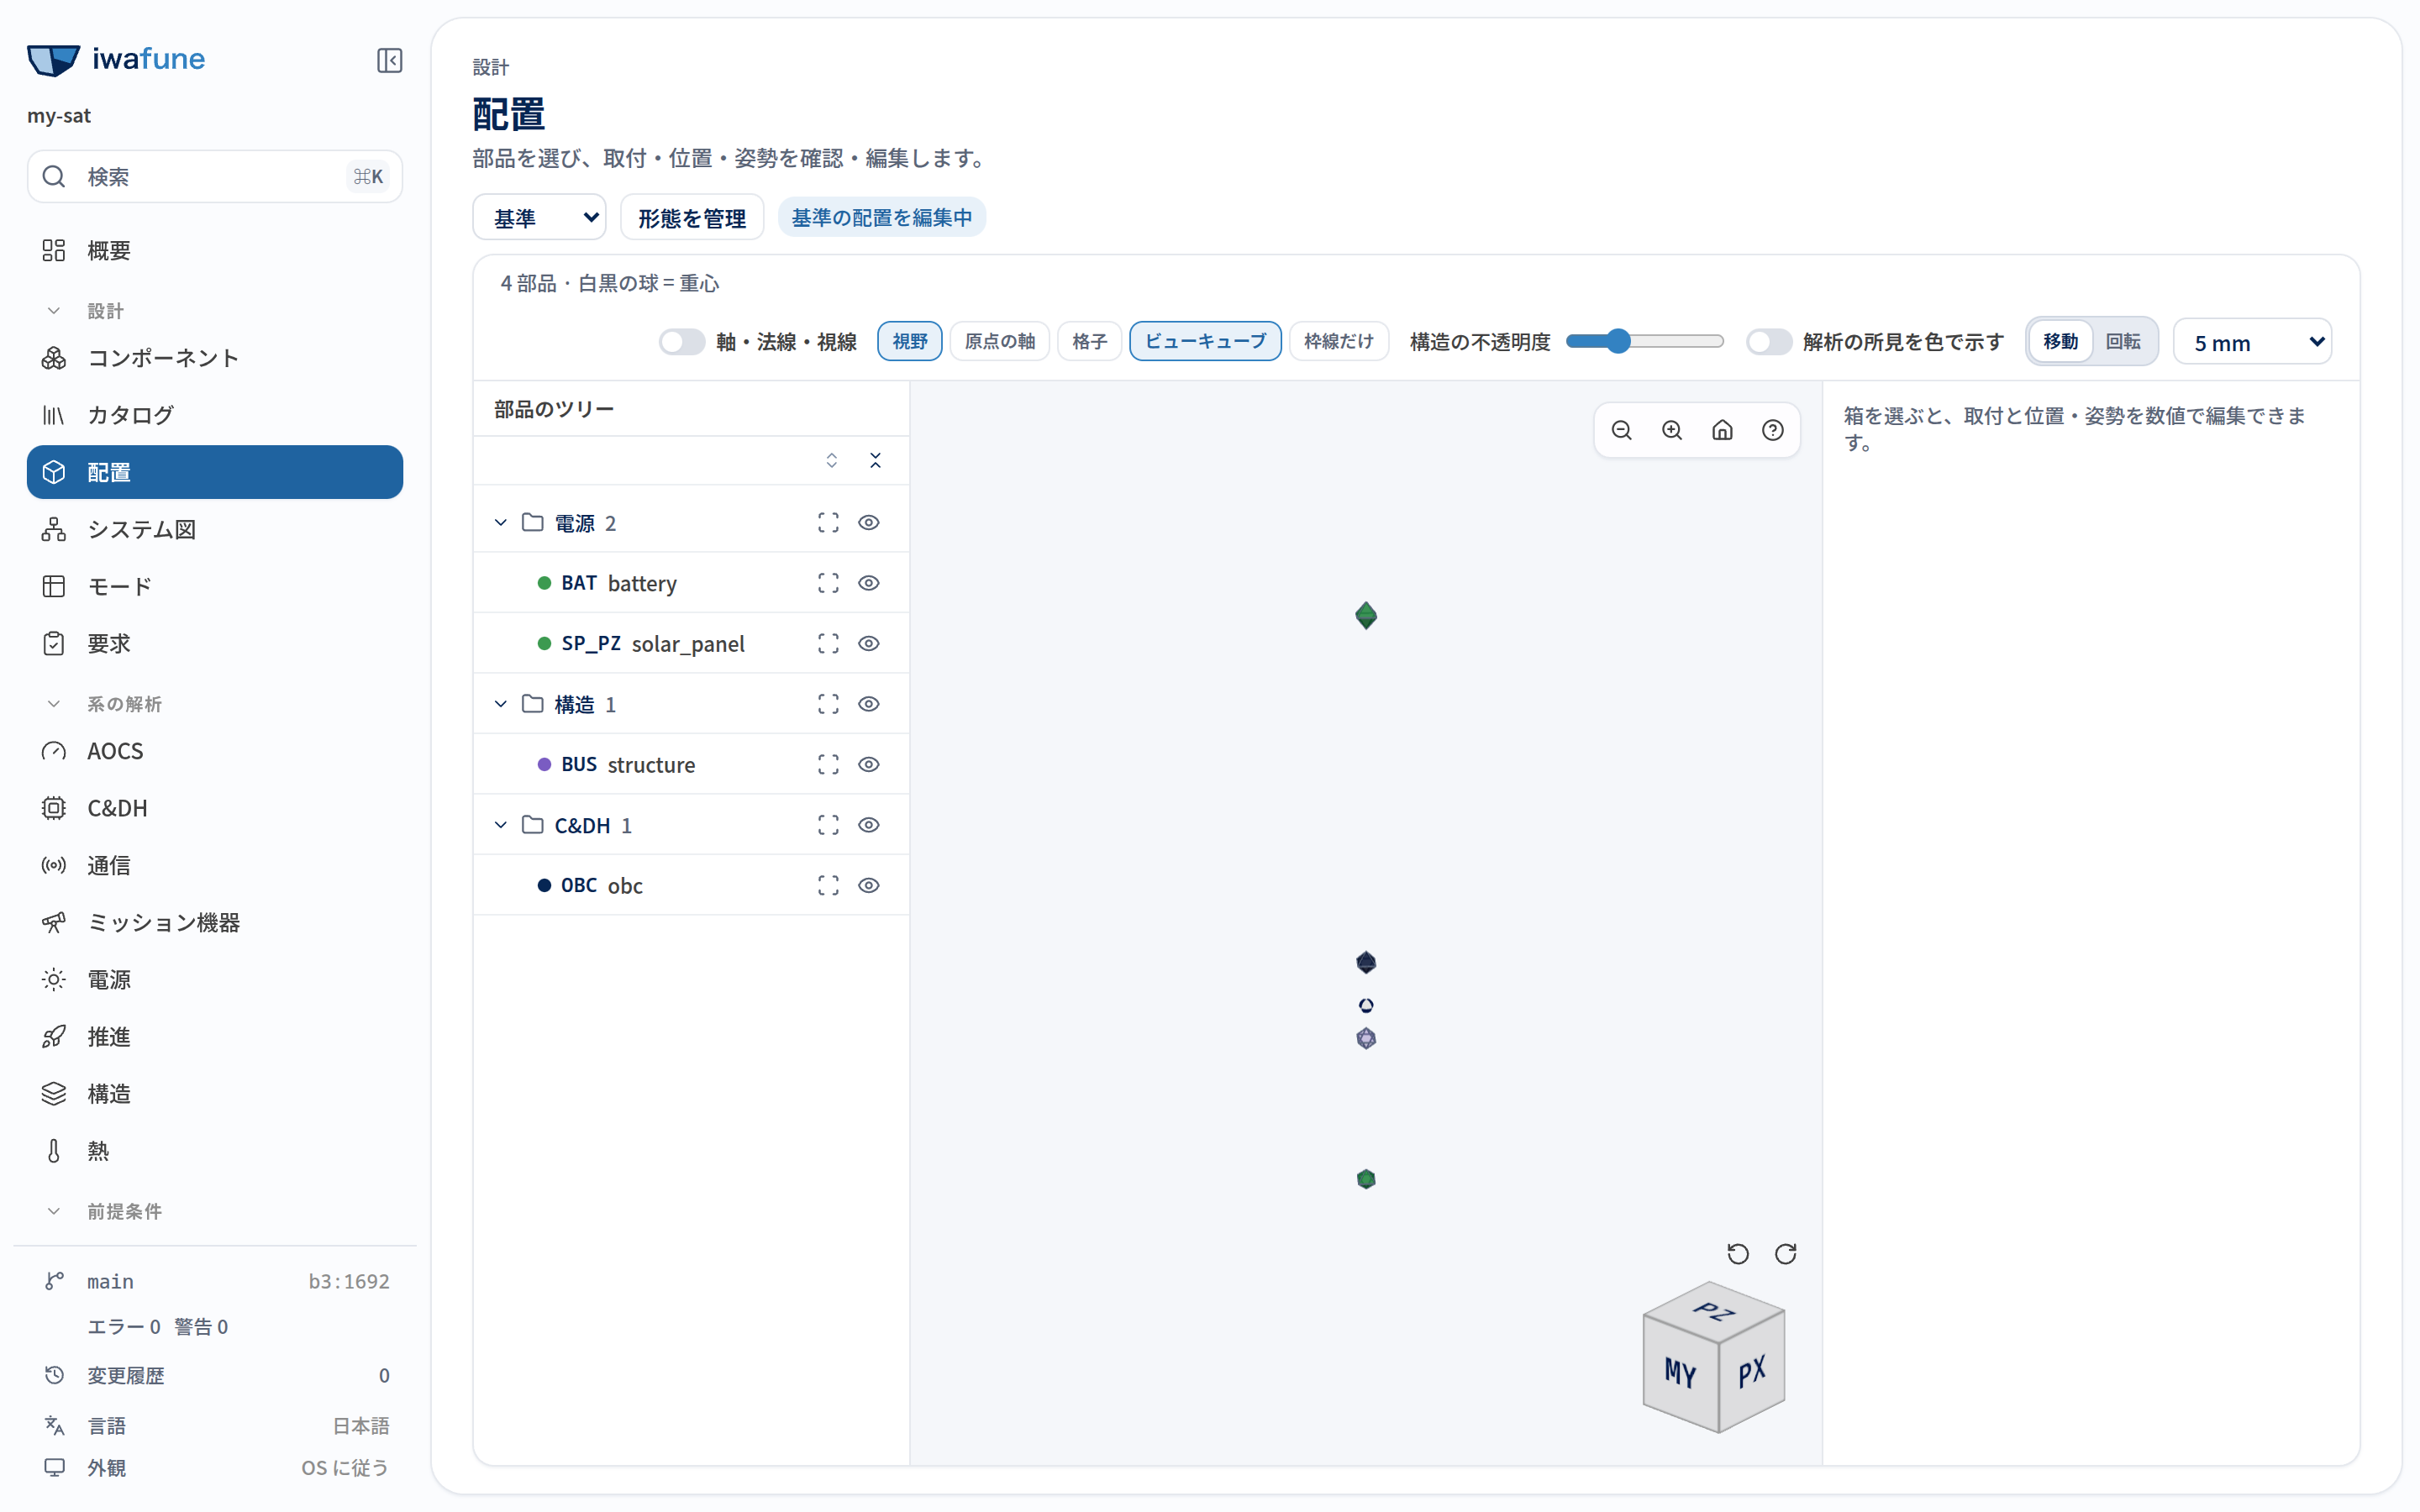 iwafune
my-sat
検索 ⌘K
概要
設計
コンポーネント
カタログ
配置
システム図
モード
要求
系の解析
AOCS
C&DH
通信
ミッション機器
電源
推進
構造
熱
前提条件
main b3:1692
エラー 0 警告 0
変更履歴 0
言語 日本語
外観 OS に従う
設計
配置
部品を選び、取付・位置・姿勢を確認・編集します。
基準 形態を管理 基準の配置を編集中
4 部品 · 白黒の球 = 重心
軸・法線・視線 視野 原点の軸 格子 ビューキューブ 枠線だけ 構造の不透明度 解析の所見を色で示す 移動 回転 5 mm
部品のツリー
電源 2
BAT battery
SP_PZ solar_panel
構造 1
BUS structure
C&DH 1
OBC obc
PZ
MY PX
箱を選ぶと、取付と位置・姿勢を数値で編集できま
す。